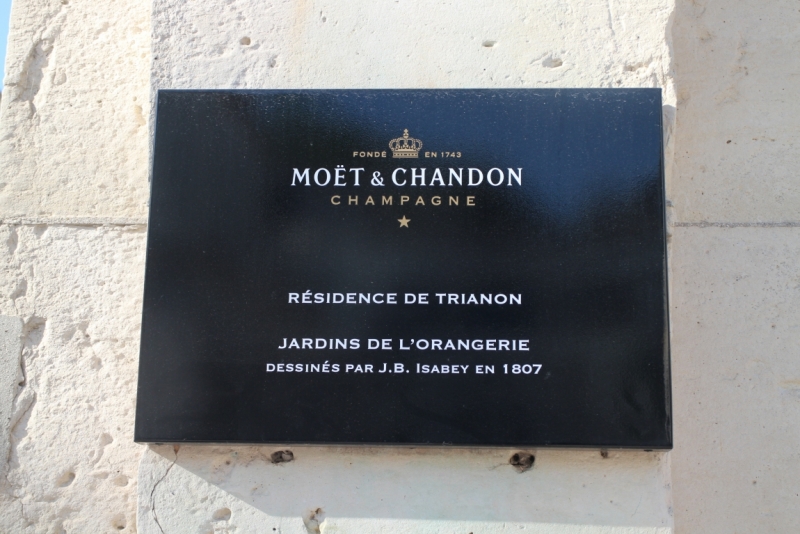 FONDÉ EN 1743
MOËT & CHANDON
CHAMPAGNE
RÉSIDENCE DE TRIANON
JARDINS DE L'ORANGERIE
DESSINÉS PAR J.B. ISABEY EN 1807